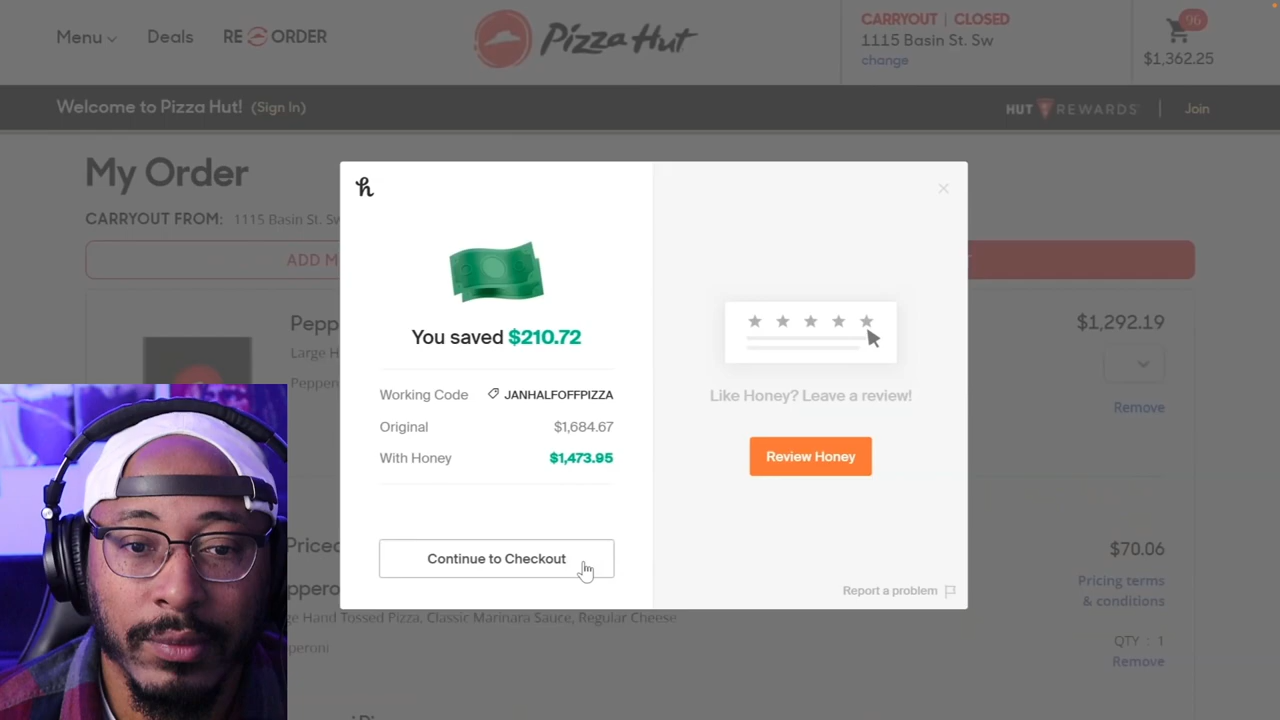 Menu
Deals
RE ORDER
Pizza Hut
CARRYOUT | CLOSED
1115 Basin St. Sw
change
96
$1,362.25
Welcome to Pizza Hut! (Sign In)
HUT REWARDS
Join
My Order
CARRYOUT FROM: 1115 Basin St. Sw
ADD M
$1,292.19
Large H
Remove
h
You saved $210.72
Working Code JANHALFOFFPIZZA
Original $1,684.67
With Honey $1,473.95
Continue to Checkout
Like Honey? Leave a review!
Review Honey
Report a problem
Priced
$70.06
Pricing terms
& conditions
ge Hand Tossed Pizza, Classic Marinara Sauce, Regular Cheese
QTY : 1
Remove